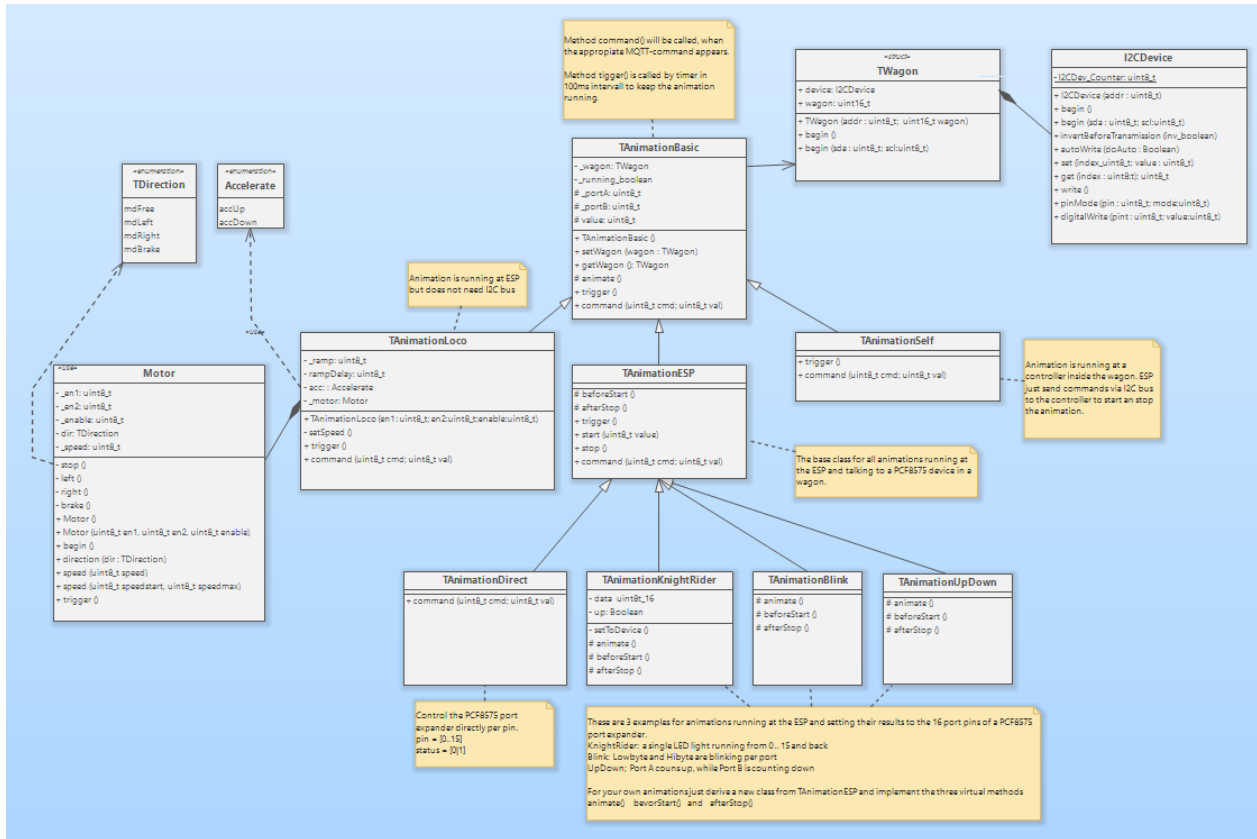 Method command() will be called, when
the appropiate MQTT-command appears.
Method tigger() is called by timer in
100ms intervall to keep the animation
running.
«struct»
TWagon
+ device: I2CDevice
+ wagon: uint16_t
+ TWagon (addr : uint8_t; uint16_t wagon)
+ begin ()
+ begin (sda : uint8_t; scl:uint8_t)
I2CDevice
- I2CDev_Counter: uint8_t
+ I2CDevice (addr : uint8_t)
+ begin ()
+ begin (sda : uint8_t; scl:uint8_t)
+ invertBeforeTransmission (inv_boolean)
+ autoWrite (doAuto : Boolean)
+ set (index_uint8_t; value : uint8_t)
+ get (index : uint8:t): uint8_t
+ write ()
+ pinMode (pin : uint8_t; mode:uint8_t)
+ digitalWrite (pint : uint8_t; value:uint8_t)
TAnimationBasic
- _wagon: TWagon
- _running_boolean
# _portA: uint8_t
# _portB: uint8_t
# value: uint8_t
+ TAnimationBasic ()
+ setWagon (wagon : TWagon)
+ getWagon (): TWagon
# animate ()
+ trigger ()
+ command (uint8_t cmd; uint8_t val)
«enumeration»
TDirection
mdFree
mdLeft
mdRight
mdBrake
«enumeration»
Accelerate
accUp
accDown
Animation is running at ESP
but does not need I2C bus
«use»
TAnimationLoco
- _ramp: uint8_t
- rampDelay: uint8_t
- acc: : Accelerate
- _motor: Motor
+ TAnimationLoco (en1: uint8_t; en2:uint8_t;enable:uint8_t)
- setSpeed ()
+ trigger ()
+ command (uint8_t cmd; uint8_t val)
TAnimationSelf
+ trigger ()
+ command (uint8_t cmd; uint8_t val)
Animation is running at a
controller inside the wagon. ESP
just send commands via I2C bus
to the controller to start an stop
the animation.
«use»
Motor
- _en1: uint8_t
- _en2: uint8_t
- _enable: uint8_t
- dir: TDirection
- _speed: uint8_t
- stop ()
- left ()
- right ()
- brake ()
+ Motor ()
+ Motor (uint8_t en1, uint8_t en2, uint8_t enable)
+ begin ()
+ direction (dir : TDirection)
+ speed (uint8_t speed)
+ speed (uint8_t speedstart, uint8_t speedmax)
+ trigger ()
TAnimationESP
# beforeStart ()
# afterStop ()
+ trigger ()
+ start (uint8_t value)
+ stop ()
+ command (uint8_t cmd; uint8_t val)
The base class for all animations running at
the ESP and talking to a PCF8575 device in a
wagon.
TAnimationDirect
+ command (uint8_t cmd; uint8_t val)
TAnimationKnightRider
- data uint8t_16
- up: Boolean
- setToDevice ()
# animate ()
# beforeStart ()
# afterStop ()
TAnimationBlink
# animate ()
# beforeStart ()
# afterStop ()
TAnimationUpDown
# animate ()
# beforeStart ()
# afterStop ()
Control the PCF8575 port
expander directly per pin.
pin = [0..15]
status = [0|1]
These are 3 examples for animations running at the ESP and setting their results to the 16 port pins of a PCF8575
port expander.
KnightRider: a single LED light running from 0.. 15 and back
Blink: Lowbyte and Hibyte are blinking per port
UpDown; Port A counsup, while Port B is counting down
For your own animations just derive a new class from TAnimationESP and implement the three virtual methods
animate() bevorStart() and afterStop()